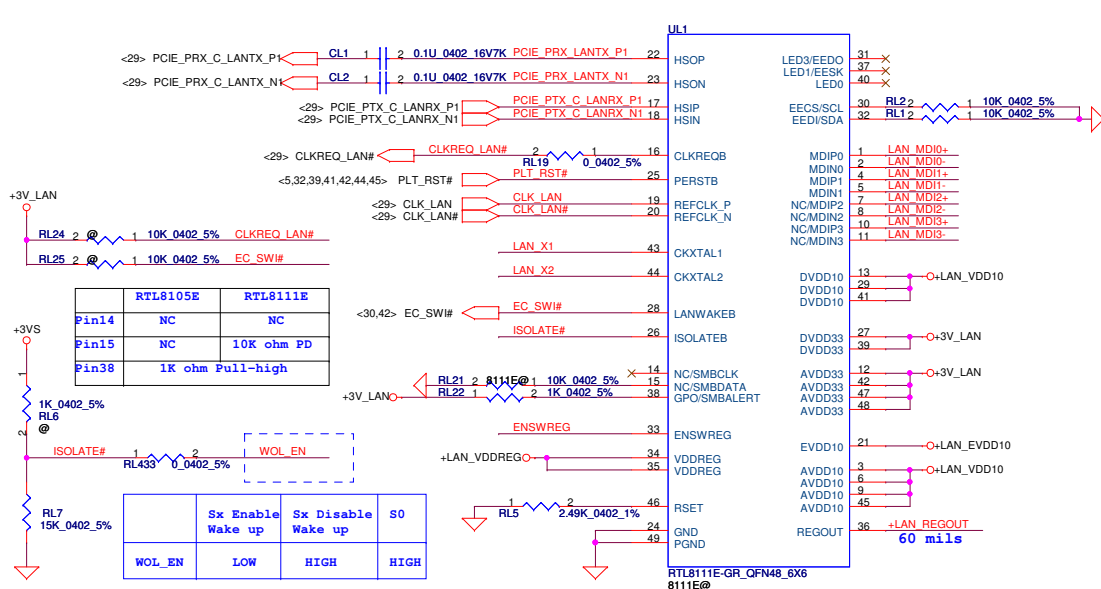 UL1
<29> PCIE_PRX_C_LANTX_P1 CL1 1 2 0.1U_0402_16V7K PCIE_PRX_LANTX_P1 22 HSOP
<29> PCIE_PRX_C_LANTX_N1 CL2 1 2 0.1U_0402_16V7K PCIE_PRX_LANTX_N1 23 HSON
<29> PCIE_PTX_C_LANRX_P1 PCIE_PTX_C_LANRX_P1 17 HSIP
<29> PCIE_PTX_C_LANRX_N1 PCIE_PTX_C_LANRX_N1 18 HSIN
<29> CLKREQ_LAN# CLKREQ_LAN# 2 1 16 CLKREQB
RL19 0_0402_5%
<5,32,39,41,42,44,45> PLT_RST# PLT_RST# 25 PERSTB
<29> CLK_LAN CLK_LAN 19 REFCLK_P
<29> CLK_LAN# CLK_LAN# 20 REFCLK_N
LAN_X1 43 CKXTAL1
LAN_X2 44 CKXTAL2
<30,42> EC_SWI# EC_SWI# 28 LANWAKEB
ISOLATE# 26 ISOLATEB
14 NC/SMBCLK
RL21 2 8111E@ 1 10K_0402_5% 15 NC/SMBDATA
+3V_LAN RL22 1 2 1K_0402_5% 38 GPO/SMBALERT
ENSWREG 33 ENSWREG
+LAN_VDDREG 34 VDDREG
35 VDDREG
1 2 46 RSET
RL5 2.49K_0402_1%
24 GND
49 PGND
LED3/EEDO 31
LED1/EESK 37
LED0 40
EECS/SCL 30 RL2 2 1 10K_0402_5%
EEDI/SDA 32 RL1 2 1 10K_0402_5%
MDIP0 1 LAN_MDI0+
MDIN0 2 LAN_MDI0-
MDIP1 4 LAN_MDI1+
MDIN1 5 LAN_MDI1-
NC/MDIP2 7 LAN_MDI2+
NC/MDIN2 8 LAN_MDI2-
NC/MDIP3 10 LAN_MDI3+
NC/MDIN3 11 LAN_MDI3-
DVDD10 13 +LAN_VDD10
DVDD10 29
DVDD10 41
DVDD33 27 +3V_LAN
DVDD33 39
AVDD33 12 +3V_LAN
AVDD33 42
AVDD33 47
AVDD33 48
EVDD10 21 +LAN_EVDD10
AVDD10 3 +LAN_VDD10
AVDD10 6
AVDD10 9
AVDD10 45
REGOUT 36 +LAN_REGOUT
60 mils
RTL8111E-GR_QFN48_6X6
8111E@
+3V_LAN
RL24 2 @ 1 10K_0402_5% CLKREQ_LAN#
RL25 2 @ 1 10K_0402_5% EC_SWI#
RTL8105E RTL8111E
Pin14 NC NC
Pin15 NC 10K ohm PD
Pin38 1K ohm Pull-high
+3VS
1
1K_0402_5%
RL6
@
2
ISOLATE# 1 2 WOL_EN
RL433 0_0402_5%
RL7
15K_0402_5%
Sx Enable Sx Disable S0
Wake up Wake up
WOL_EN LOW HIGH HIGH